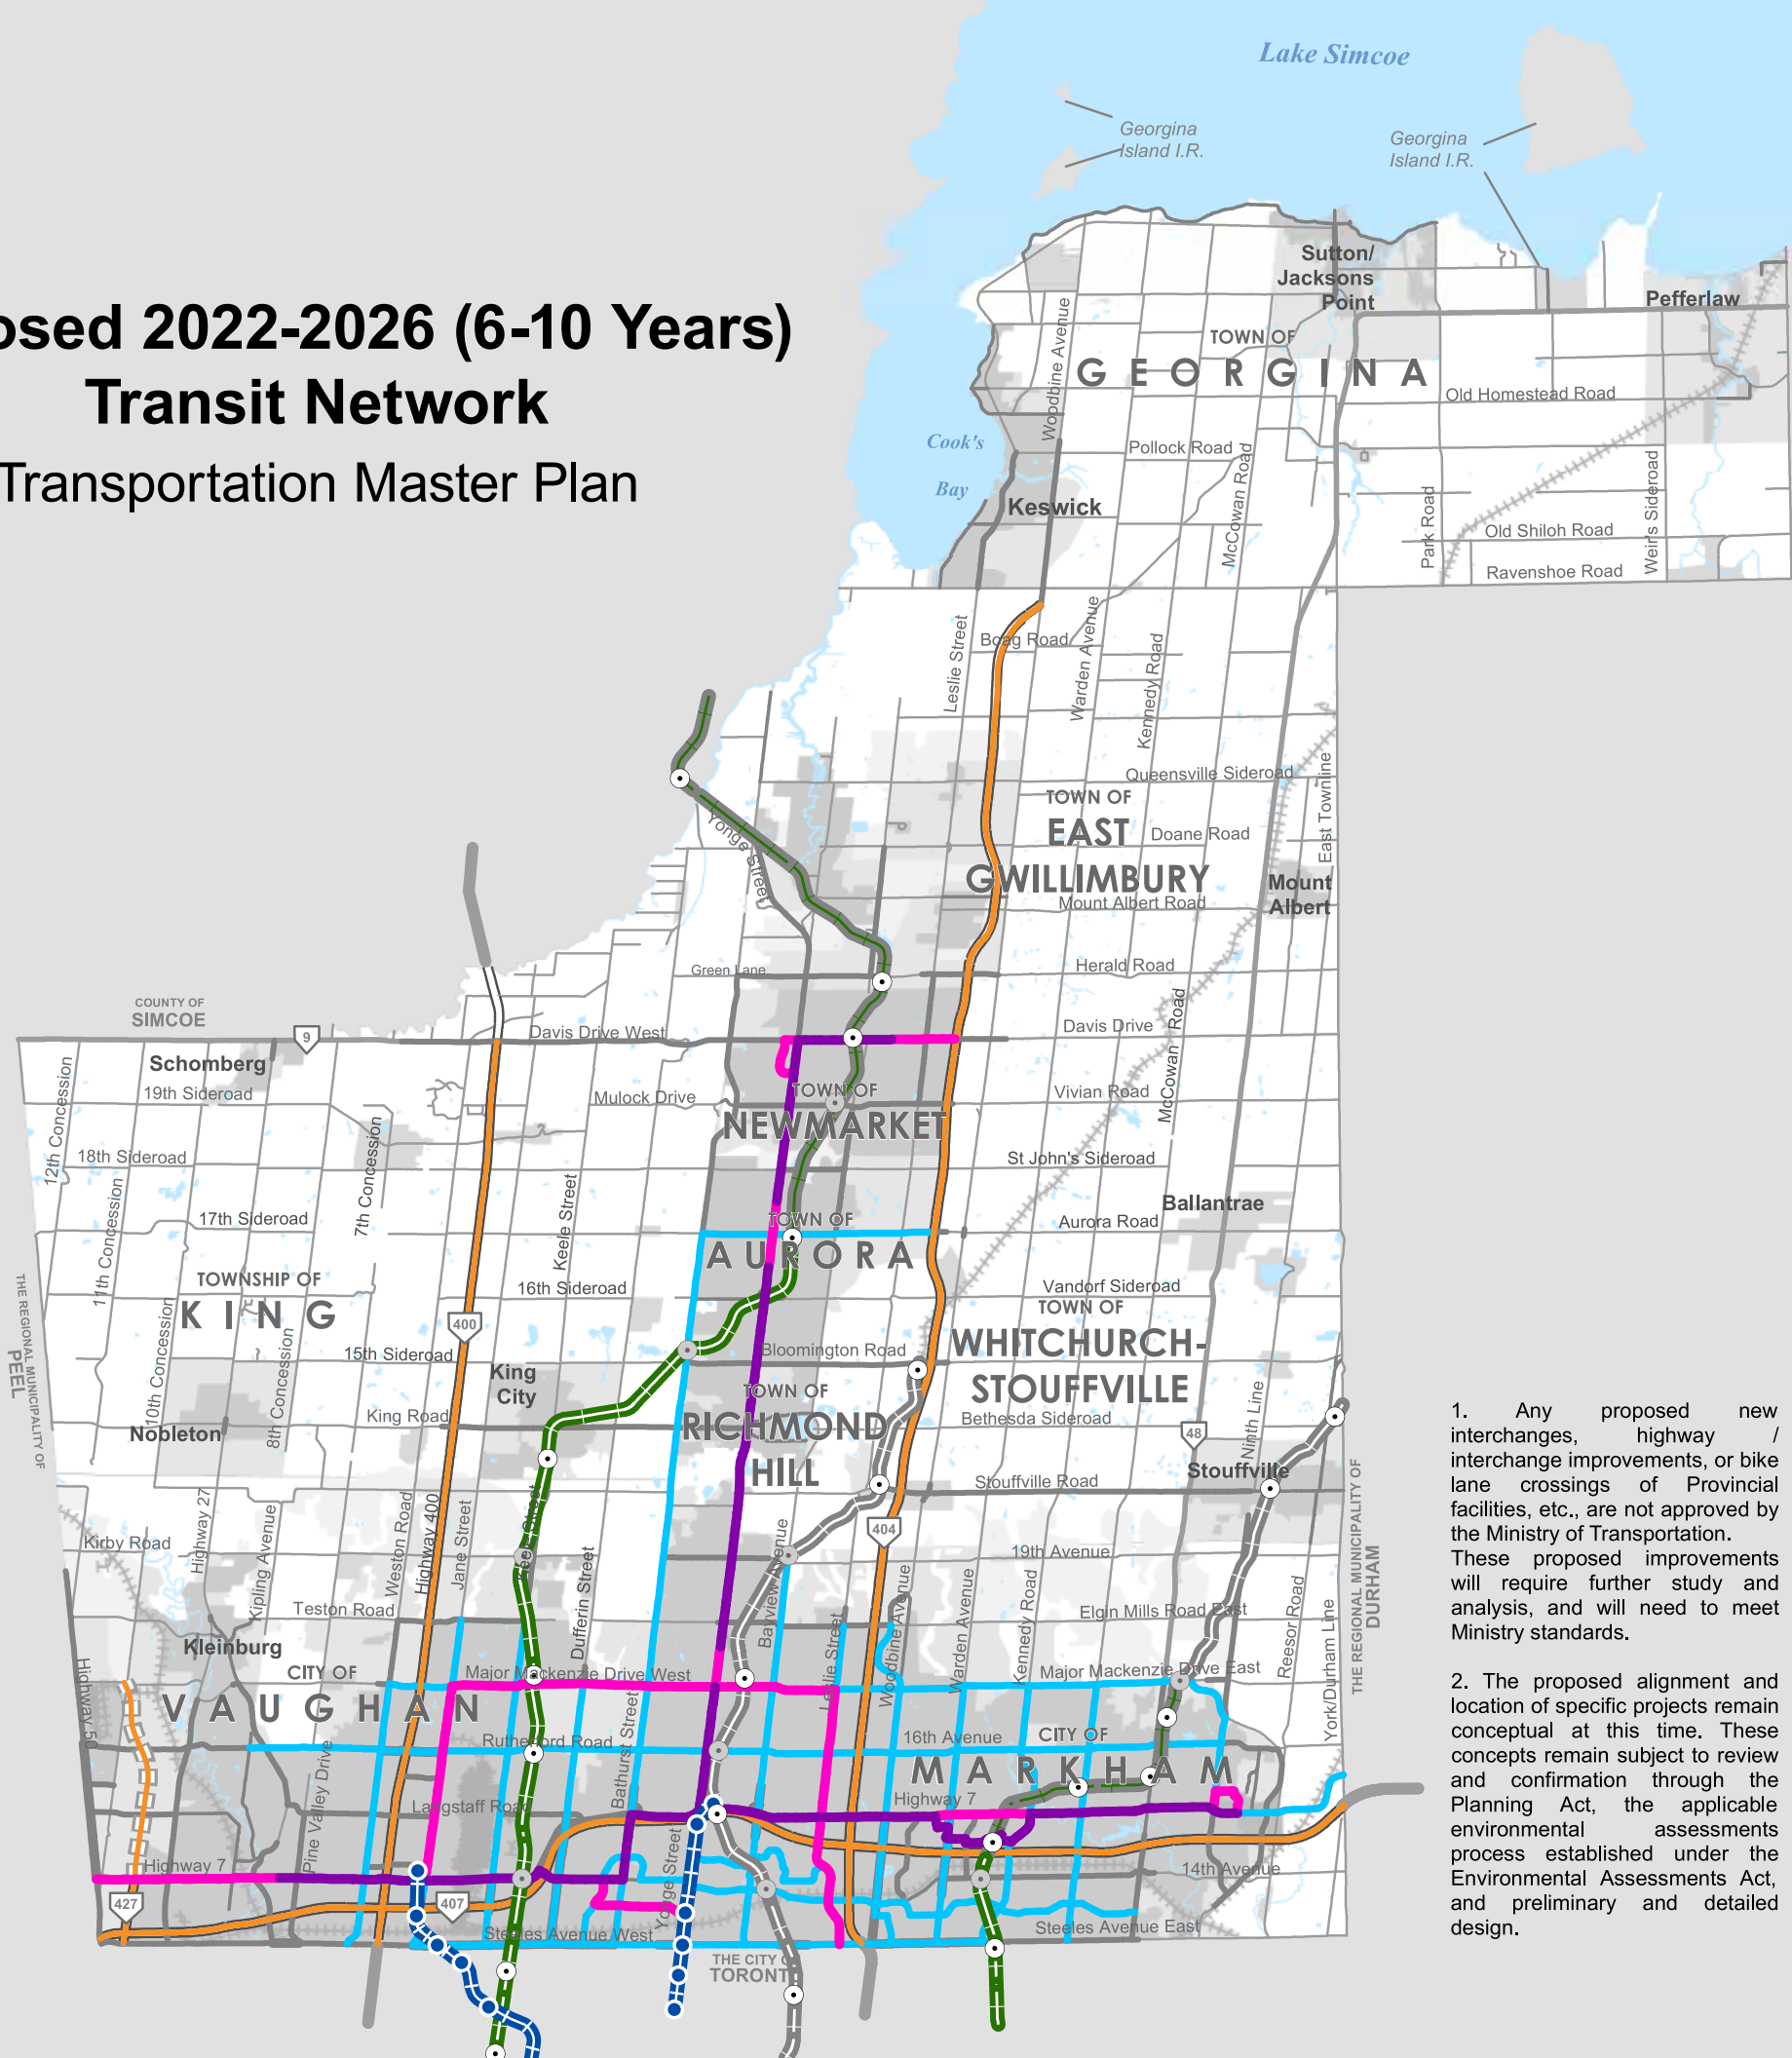 osed 2022-2026 (6-10 Years)
Transit Network
Transportation Master Plan
Lake Simcoe
Georgina
Island I.R.
Georgina
Island I.R.
Sutton/
Jacksons
Point
Pefferlaw
TOWN OF
GEORGINA
Woodbine Avenue
Old Homestead Road
Cook's
Bay
Pollock Road
McCowan Road
Keswick
Park Road
Old Shiloh Road
Weir's Sideroad
Ravenshoe Road
Leslie Street
Boag Road
Warden Avenue
Kennedy Road
Queensville Sideroad
TOWN OF
EAST
GWILLIMBURY
Doane Road
East Townline
Yonge Street
Mount
Albert
Mount Albert Road
Green Lane
Herald Road
COUNTY OF
SIMCOE
9
Davis Drive West
Davis Drive
McCowan Road
Schomberg
19th Sideroad
12th Concession
Mulock Drive
TOWN OF
NEWMARKET
Vivian Road
18th Sideroad
7th Concession
St John's Sideroad
11th Concession
17th Sideroad
Keele Street
TOWN OF
AURORA
Ballantrae
Aurora Road
TOWNSHIP OF
KING
16th Sideroad
Vandorf Sideroad
THE REGIONAL MUNICIPALITY OF
PEEL
10th Concession
8th Concession
400
15th Sideroad
King
City
Bloomington Road
TOWN OF
WHITCHURCH-
STOUFFVILLE
TOWN OF
RICHMOND
HILL
King Road
Nobleton
Bethesda Sideroad
48
Ninth Line
Stouffville
Stouffville Road
404
Kirby Road
Highway 27
Kipling Avenue
Weston Road
Highway 400
Jane Street
Keele Street
Dufferin Street
Bayview Avenue
19th Avenue
Teston Road
Leslie Street
Woodbine Avenue
Warden Avenue
Kennedy Road
Elgin Mills Road East
Reesor Road
York/Durham Line
THE REGIONAL MUNICIPALITY OF
DURHAM
Kleinburg
Highway 50
CITY OF
VAUGHAN
Major Mackenzie Drive West
Major Mackenzie Drive East
Rutherford Road
Bathurst Street
16th Avenue
CITY OF
MARKHAM
Pine Valley Drive
Langstaff Road
Highway 7
Highway 7
Yonge Street
14th Avenue
427
407
Steeles Avenue West
Steeles Avenue East
THE CITY O
TORONT
1. Any proposed new
interchanges, highway /
interchange improvements, or bike
lane crossings of Provincial
facilities, etc., are not approved by
the Ministry of Transportation.
These proposed improvements
will require further study and
analysis, and will need to meet
Ministry standards.
2. The proposed alignment and
location of specific projects remain
conceptual at this time. These
concepts remain subject to review
and confirmation through the
Planning Act, the applicable
environmental assessments
process established under the
Environmental Assessments Act,
and preliminary and detailed
design.